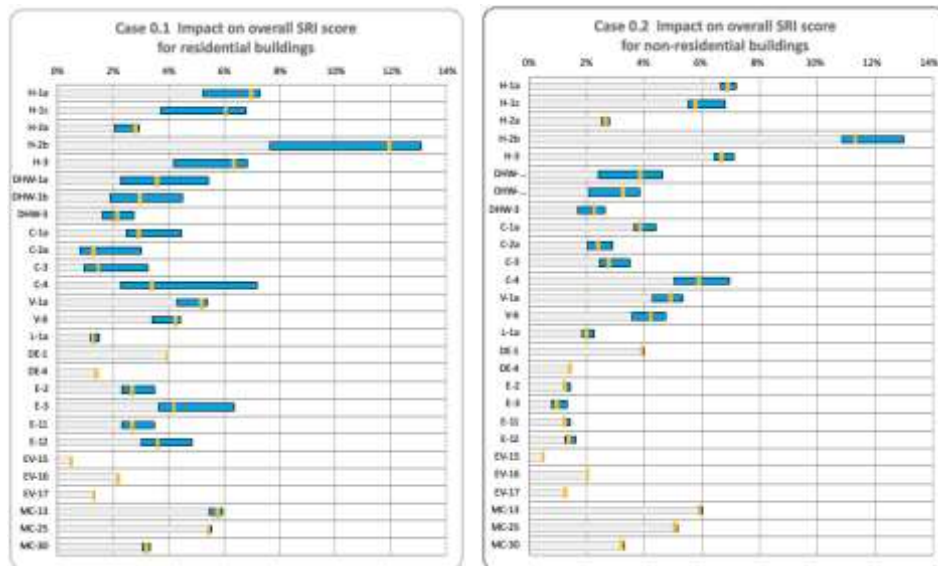 Case 0.1 Impact on overall SRI score
for residential buildings
0% 2% 4% 6% 8% 10% 12% 14%
H-1a
H-1c
H-2a
H-2b
H-3
DHW-1a
DHW-1b
DHW-3
C-1a
C-2a
C-3
C-4
V-1a
V-6
L-1a
DE-1
DE-4
E-2
E-3
E-11
E-12
EV-15
EV-16
EV-17
MC-13
MC-25
MC-30
Case 0.2 Impact on overall SRI score
for non-residential buildings
0% 2% 4% 6% 8% 10% 12% 14%
H-1a
H-1c
H-2a
H-2b
H-3
DHW-...
DHW-...
DHW-3
C-1a
C-2a
C-3
C-4
V-1a
V-6
L-1a
DE-1
DE-4
E-2
E-3
E-11
E-12
EV-15
EV-16
EV-17
MC-13
MC-25
MC-30